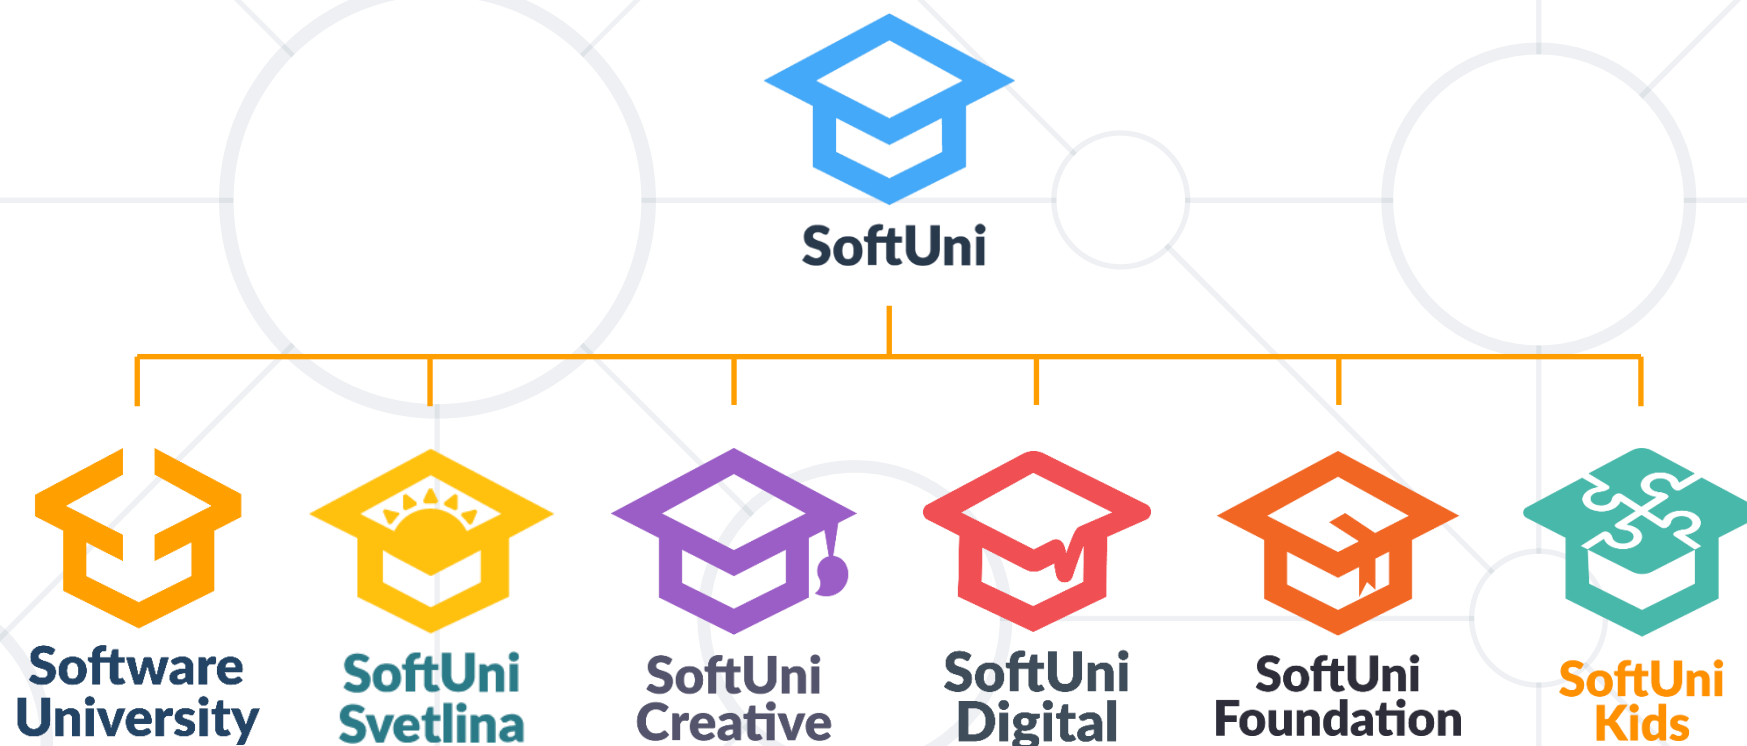 SoftUni
Software
University
SoftUni
Svetlina
SoftUni
Creative
SoftUni
Digital
SoftUni
Foundation
SoftUni
Kids